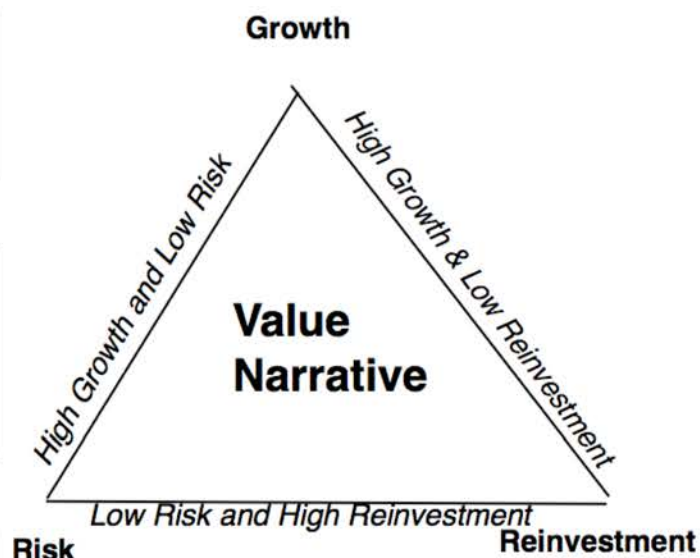 Growth
High Growth and Low Risk
High Growth & Low Reinvestment
Value
Narrative
Low Risk and High Reinvestment
Risk
Reinvestment